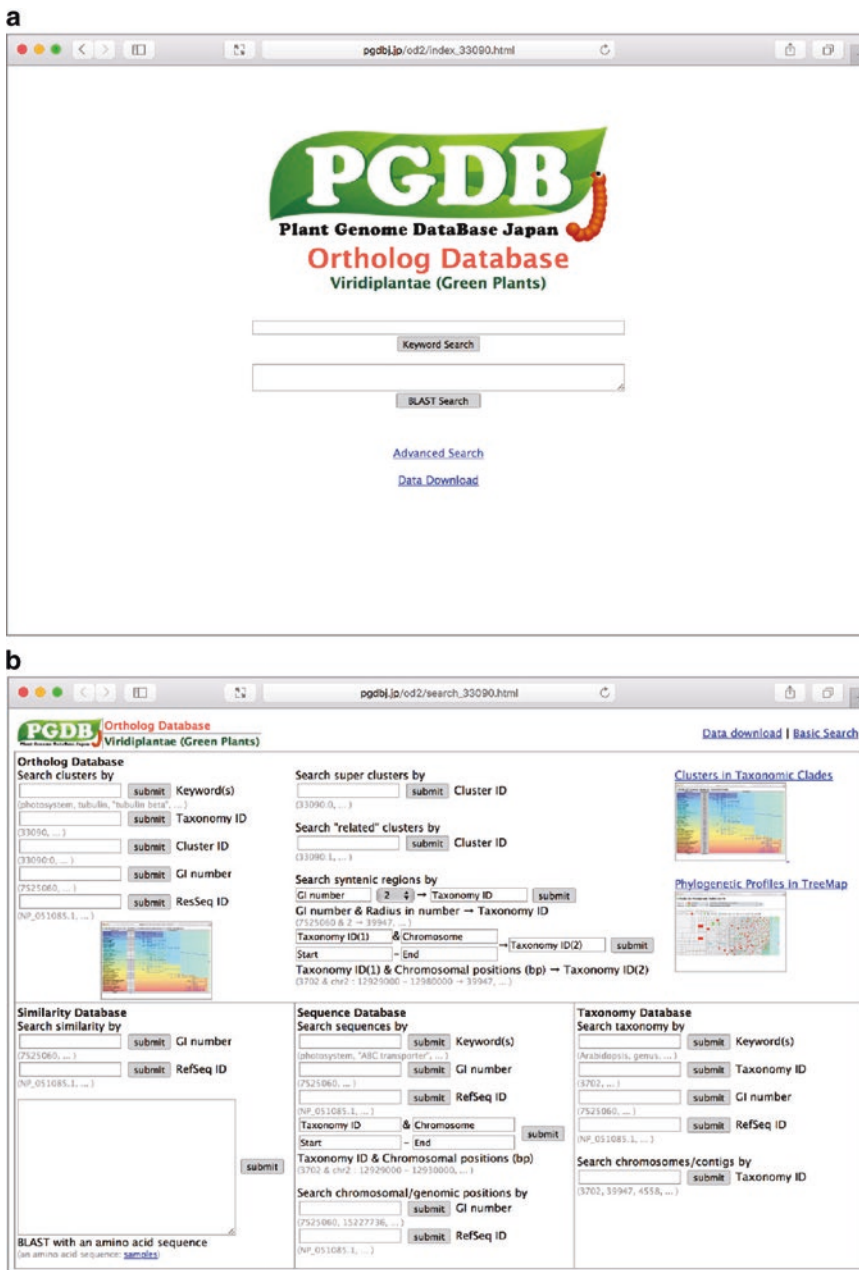 a
pgdbj.jp/od2/index_33090.html
PGDBj
Plant Genome DataBase Japan
Ortholog Database
Viridiplantae (Green Plants)
Keyword Search
BLAST Search
Advanced Search
Data Download
b
pgdbj.jp/od2/search_33090.html
PGDBj
Plant Genome DataBase Japan
Ortholog Database
Viridiplantae (Green Plants)
Data download | Basic Search
Ortholog Database
Search clusters by
submit Keyword(s)
(photosystem, tubulin, "tubulin beta", ... )
submit Taxonomy ID
(33090, ... )
submit Cluster ID
(33090:0, ... )
submit GI number
(7525060, ... )
submit ResSeq ID
(NP_051085.1, ... )
Search super clusters by
submit Cluster ID
(33090:0, ... )
Search "related" clusters by
submit Cluster ID
(33090:1, ... )
Search syntenic regions by
GI number 2 → Taxonomy ID submit
GI number & Radius in number → Taxonomy ID
(7525060 & 2 → 39947, ... )
Taxonomy ID(1) & Chromosome
Start – End → Taxonomy ID(2) submit
Taxonomy ID(1) & Chromosomal positions (bp) → Taxonomy ID(2)
(3702 & chr2 : 12929000 – 12980000 → 39947, ... )
Clusters in Taxonomic Clades
Phylogenetic Profiles in TreeMap
Similarity Database
Search similarity by
submit GI number
(7525060, ... )
submit RefSeq ID
(NP_051085.1, ... )
submit
BLAST with an amino acid sequence
(an amino acid sequence: samples)
Sequence Database
Search sequences by
submit Keyword(s)
(photosystem, "ABC transporter", ... )
submit GI number
(7525060, ... )
submit RefSeq ID
(NP_051085.1, ... )
Taxonomy ID & Chromosome
Start – End submit
Taxonomy ID & Chromosomal positions (bp)
(3702 & chr2 : 12929000 – 12930000, ... )
Search chromosomal/genomic positions by
submit GI number
(7525060, 15227736, ... )
submit RefSeq ID
(NP_051085.1, ... )
Taxonomy Database
Search taxonomy by
submit Keyword(s)
(Arabidopsis, genus, ... )
submit Taxonomy ID
(3702, ... )
submit GI number
(7525060, ... )
submit RefSeq ID
(NP_051085.1, ... )
Search chromosomes/contigs by
submit Taxonomy ID
(3702, 39947, 4558, ... )